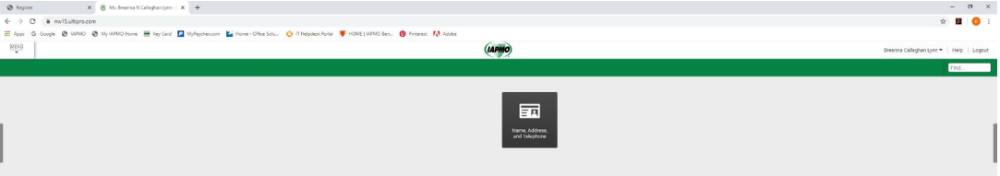 Register
Ms. Breanna N Callaghan Lynn -
nw15.ultipro.com
Apps Google IAPMO My IAPMO Home Key Card MyPaychex.com Home - Office Solu... IT Helpdesk Portal HOME | IAPMO Ben... Pinterest Adobe
IAPMO
Breanna Callaghan Lynn Help Logout
Find...
Name, Address,
and Telephone